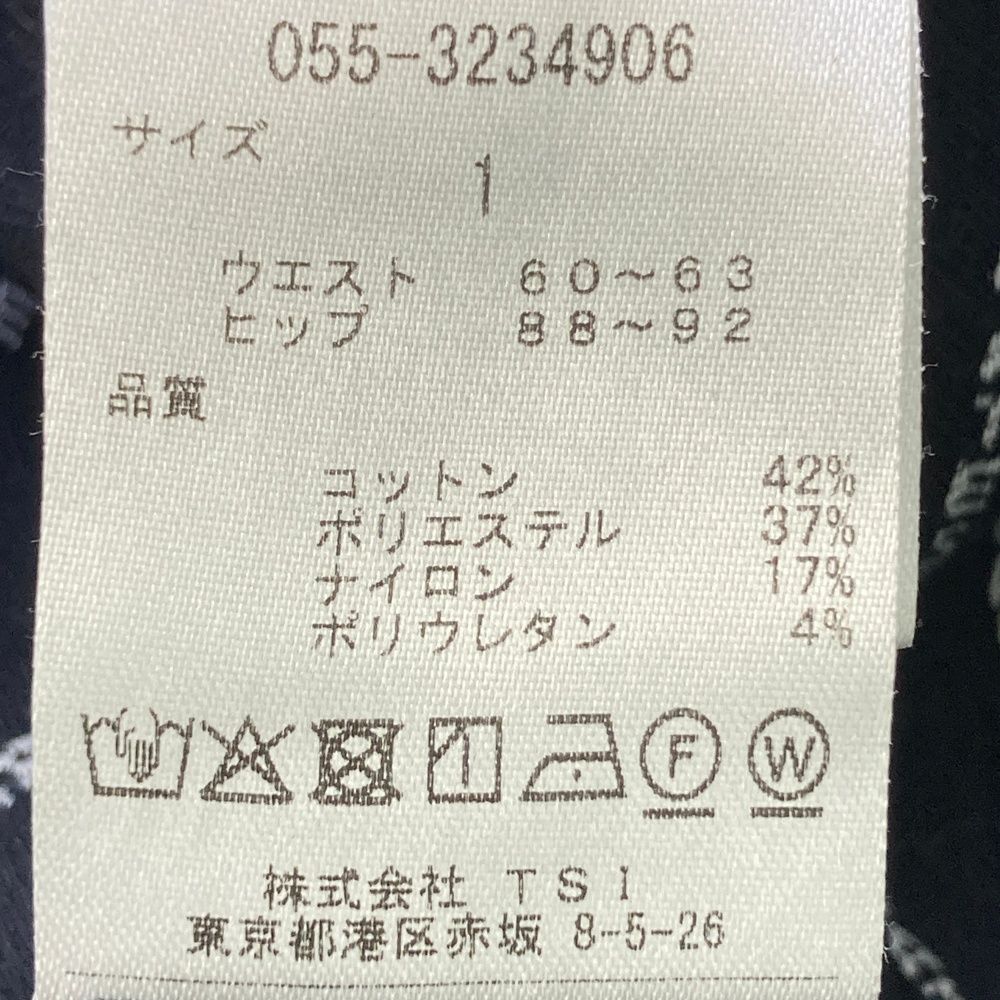 055-3234906
サイズ
1
ウエスト 60～63
ヒップ 88～92
品質
コットン 42%
ポリエステル 37%
ナイロン 17%
ポリウレタン 4%
F W
株式会社 TSI
東京都港区赤坂 8-5-26